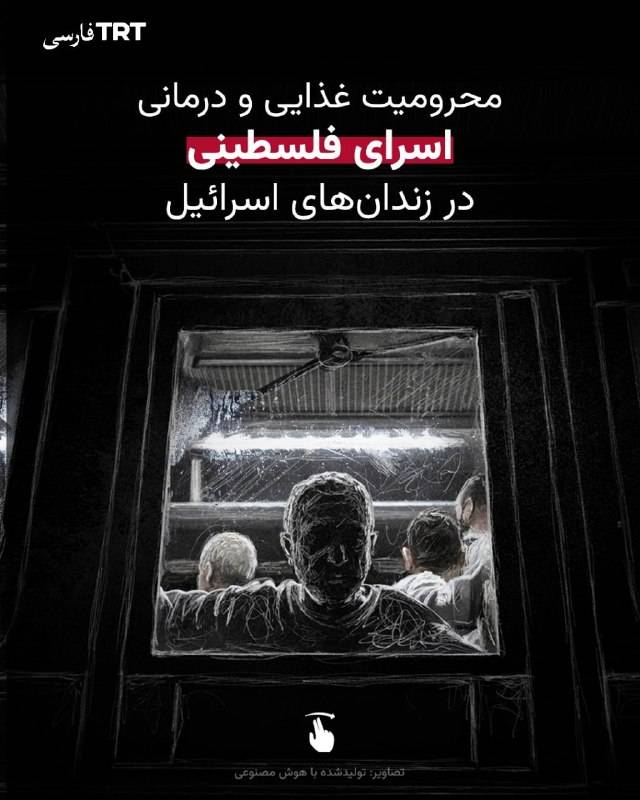 TRT فارسی
محرومیت غذایی و درمانی
اسرای فلسطینی
در زندان‌های اسرائیل
تصاویر: تولیدشده با هوش مصنوعی